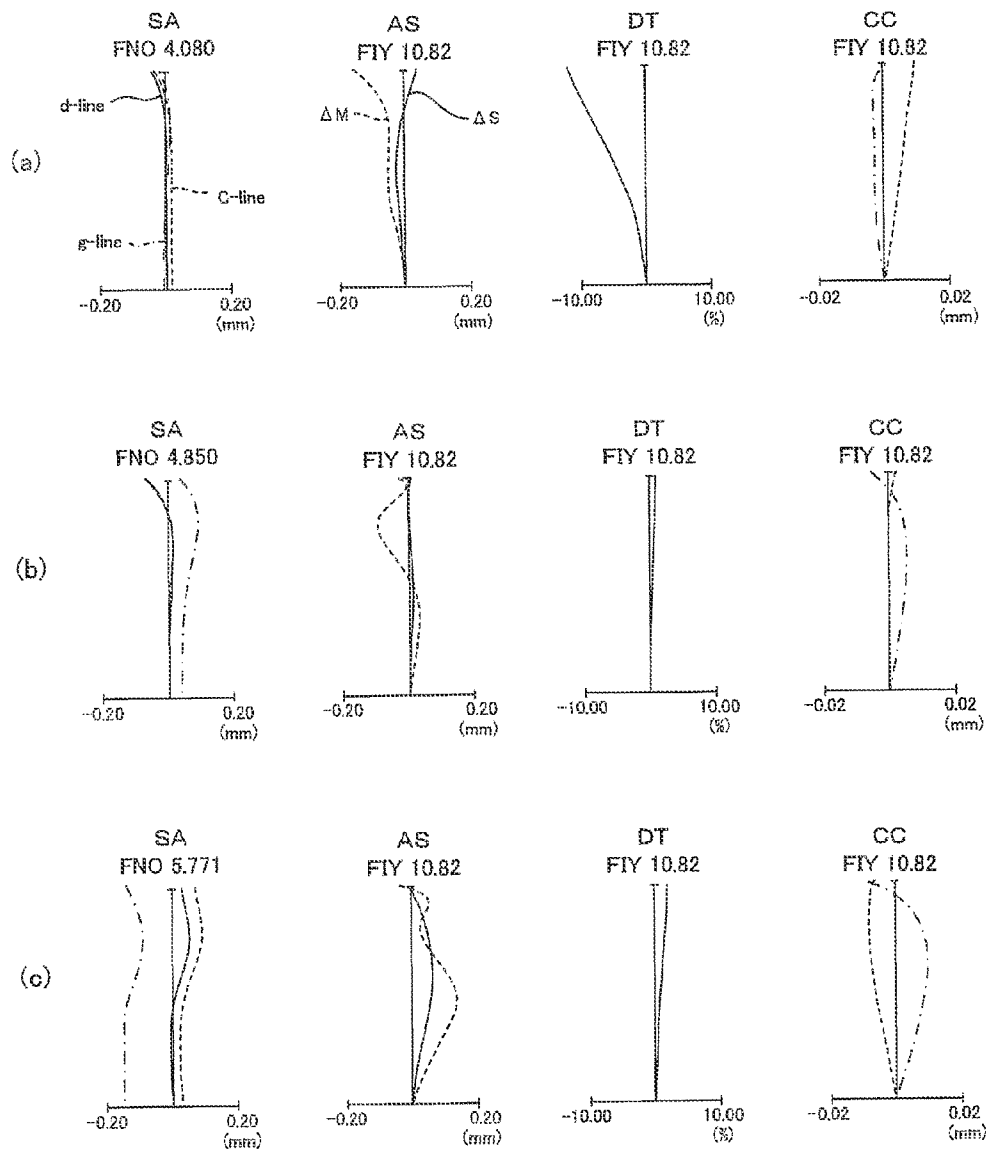 SA AS DT CC
FNO 4.080 FIY 10.82 FIY 10.82 FIY 10.82
d-line ΔM ΔS
(a)
C-line
g-line
-0.20 0.20 -0.20 0.20 -10.00 10.00 -0.02 0.02
(mm) (mm) (%) (mm)
SA AS DT CC
FNO 4.850 FIY 10.82 FIY 10.82 FIY 10.82
(b)
-0.20 0.20 -0.20 0.20 -10.00 10.00 -0.02 0.02
(mm) (mm) (%) (mm)
SA AS DT CC
FNO 5.771 FIY 10.82 FIY 10.82 FIY 10.82
(c)
-0.20 0.20 -0.20 0.20 -10.00 10.00 -0.02 0.02
(mm) (mm) (%) (mm)